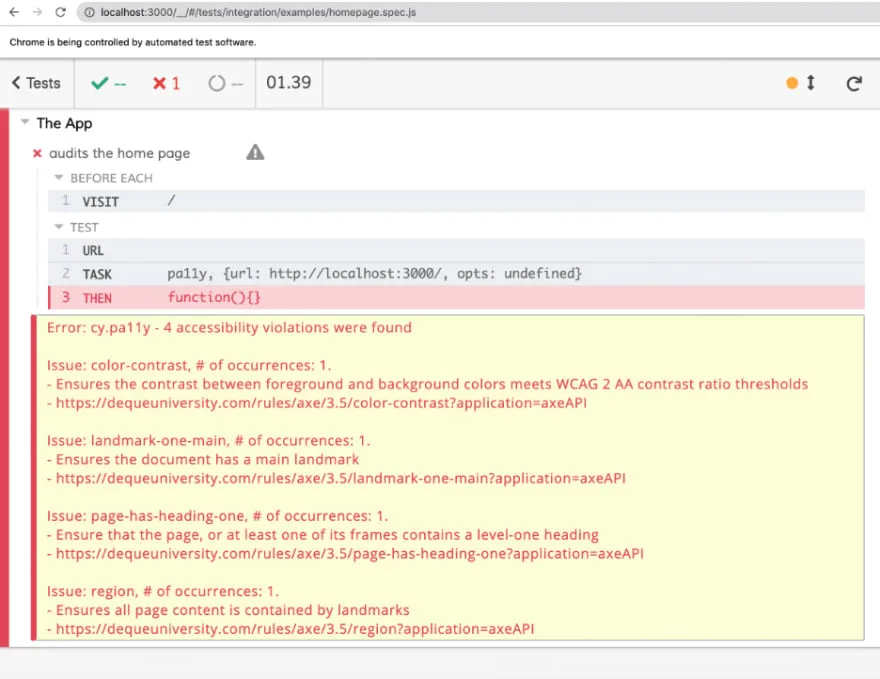 localhost:3000/__/#/tests/integration/examples/homepage.spec.js
Chrome is being controlled by automated test software.
Tests -- 1 -- 01.39
The App
audits the home page
BEFORE EACH
1 VISIT /
TEST
1 URL
2 TASK pa11y, {url: http://localhost:3000/, opts: undefined}
3 THEN function(){}
Error: cy.pa11y - 4 accessibility violations were found
Issue: color-contrast, # of occurrences: 1.
- Ensures the contrast between foreground and background colors meets WCAG 2 AA contrast ratio thresholds
- https://dequeuniversity.com/rules/axe/3.5/color-contrast?application=axeAPI
Issue: landmark-one-main, # of occurrences: 1.
- Ensures the document has a main landmark
- https://dequeuniversity.com/rules/axe/3.5/landmark-one-main?application=axeAPI
Issue: page-has-heading-one, # of occurrences: 1.
- Ensure that the page, or at least one of its frames contains a level-one heading
- https://dequeuniversity.com/rules/axe/3.5/page-has-heading-one?application=axeAPI
Issue: region, # of occurrences: 1.
- Ensures all page content is contained by landmarks
- https://dequeuniversity.com/rules/axe/3.5/region?application=axeAPI